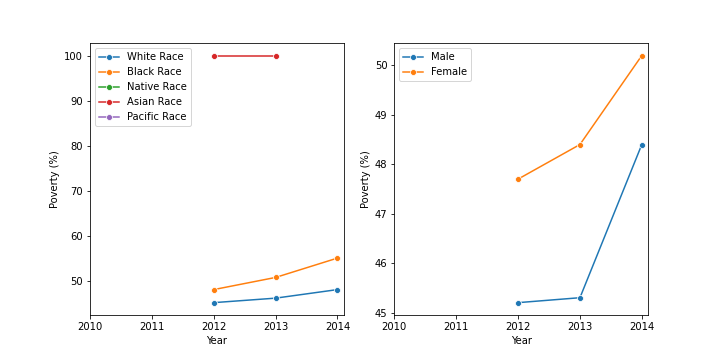 100
90
80
70
60
50
Poverty (%)
2010 2011 2012 2013 2014
Year
White Race
Black Race
Native Race
Asian Race
Pacific Race
50
49
48
47
46
45
Poverty (%)
2010 2011 2012 2013 2014
Year
Male
Female